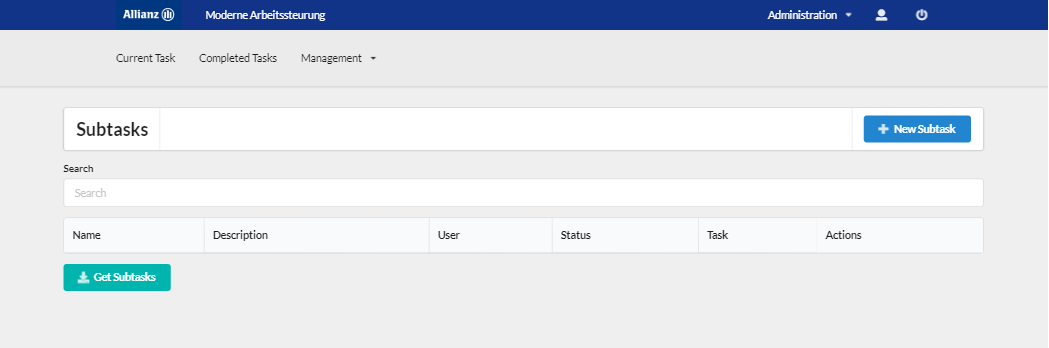 Allianz Moderne Arbeitssteurung Administration
Current Task Completed Tasks Management
Subtasks New Subtask
Search
Search
Name Description User Status Task Actions
Get Subtasks